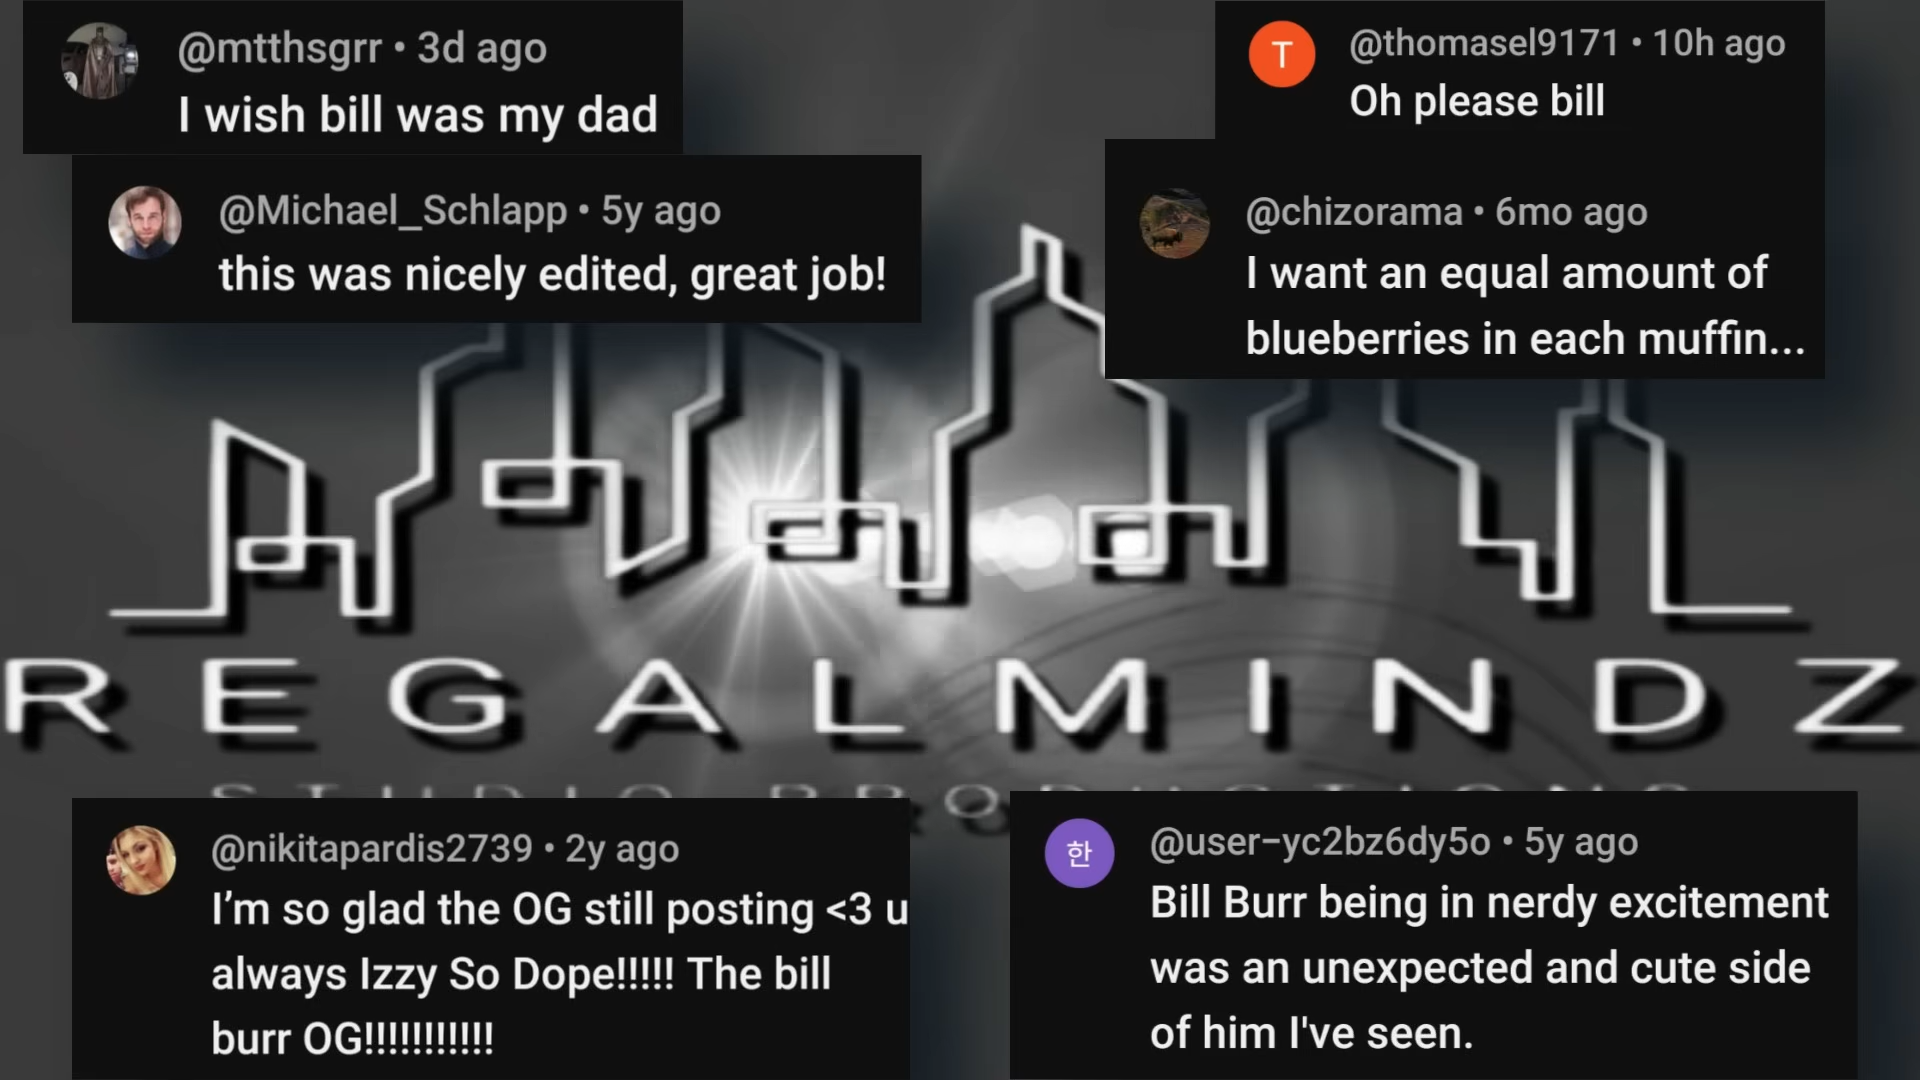 @mtthsgrr • 3d ago
I wish bill was my dad
@Michael_Schlapp • 5y ago
this was nicely edited, great job!
T
@thomasel9171 • 10h ago
Oh please bill
@chizorama • 6mo ago
I want an equal amount of
blueberries in each muffin...
REGALMINDZ
STUDIO PRODUCTIONS
@nikitapardis2739 • 2y ago
I'm so glad the OG still posting <3 u
always Izzy So Dope!!!!! The bill
burr OG!!!!!!!!!!!
한
@user-yc2bz6dy5o • 5y ago
Bill Burr being in nerdy excitement
was an unexpected and cute side
of him I've seen.